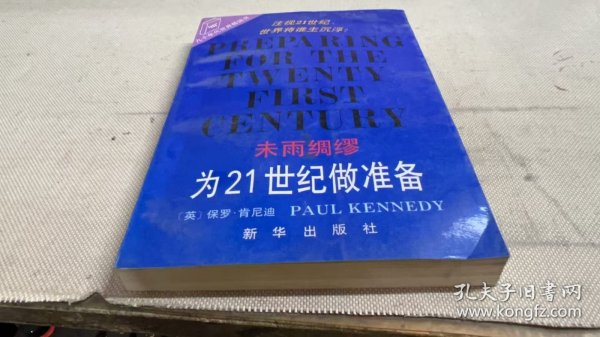 注视21世纪
世界将谁主沉浮?
PREPARING
FOR THE
TWENTY
FIRST
CENTURY
未雨绸缪
为21世纪做准备
〔英〕保罗·肯尼迪 PAUL KENNEDY
新华出版社
孔夫子旧书网
www.kongfz.com